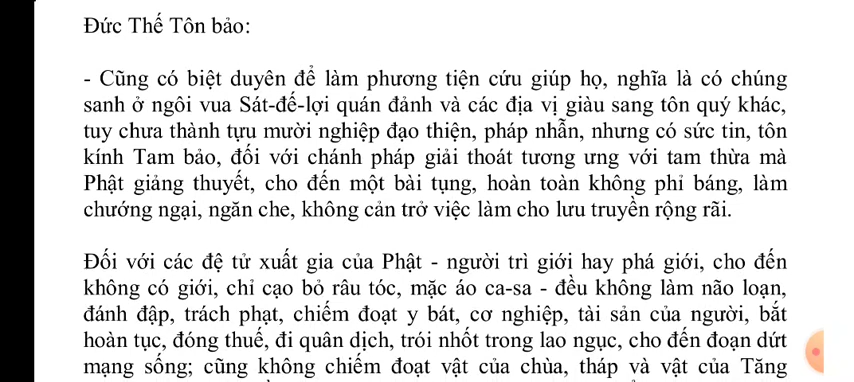 Đức Thế Tôn bảo:
- Cũng có biệt duyên để làm phương tiện cứu giúp họ, nghĩa là có chúng
sanh ở ngôi vua Sát-đế-lợi quán đảnh và các địa vị giàu sang tôn quý khác,
tuy chưa thành tựu mười nghiệp đạo thiện, pháp nhẫn, nhưng có sức tin, tôn
kính Tam bảo, đối với chánh pháp giải thoát tương ưng với tam thừa mà
Phật giảng thuyết, cho đến một bài tụng, hoàn toàn không phỉ báng, làm
chướng ngại, ngăn che, không cản trở việc làm cho lưu truyền rộng rãi.
Đối với các đệ tử xuất gia của Phật - người trì giới hay phá giới, cho đến
không có giới, chỉ cạo bỏ râu tóc, mặc áo ca-sa - đều không làm não loạn,
đánh đập, trách phạt, chiếm đoạt y bát, cơ nghiệp, tài sản của người, bắt
hoàn tục, đóng thuế, đi quân dịch, trói nhốt trong lao ngục, cho đến đoạn dứt
mạng sống; cũng không chiếm đoạt vật của chùa, tháp và vật của Tăng